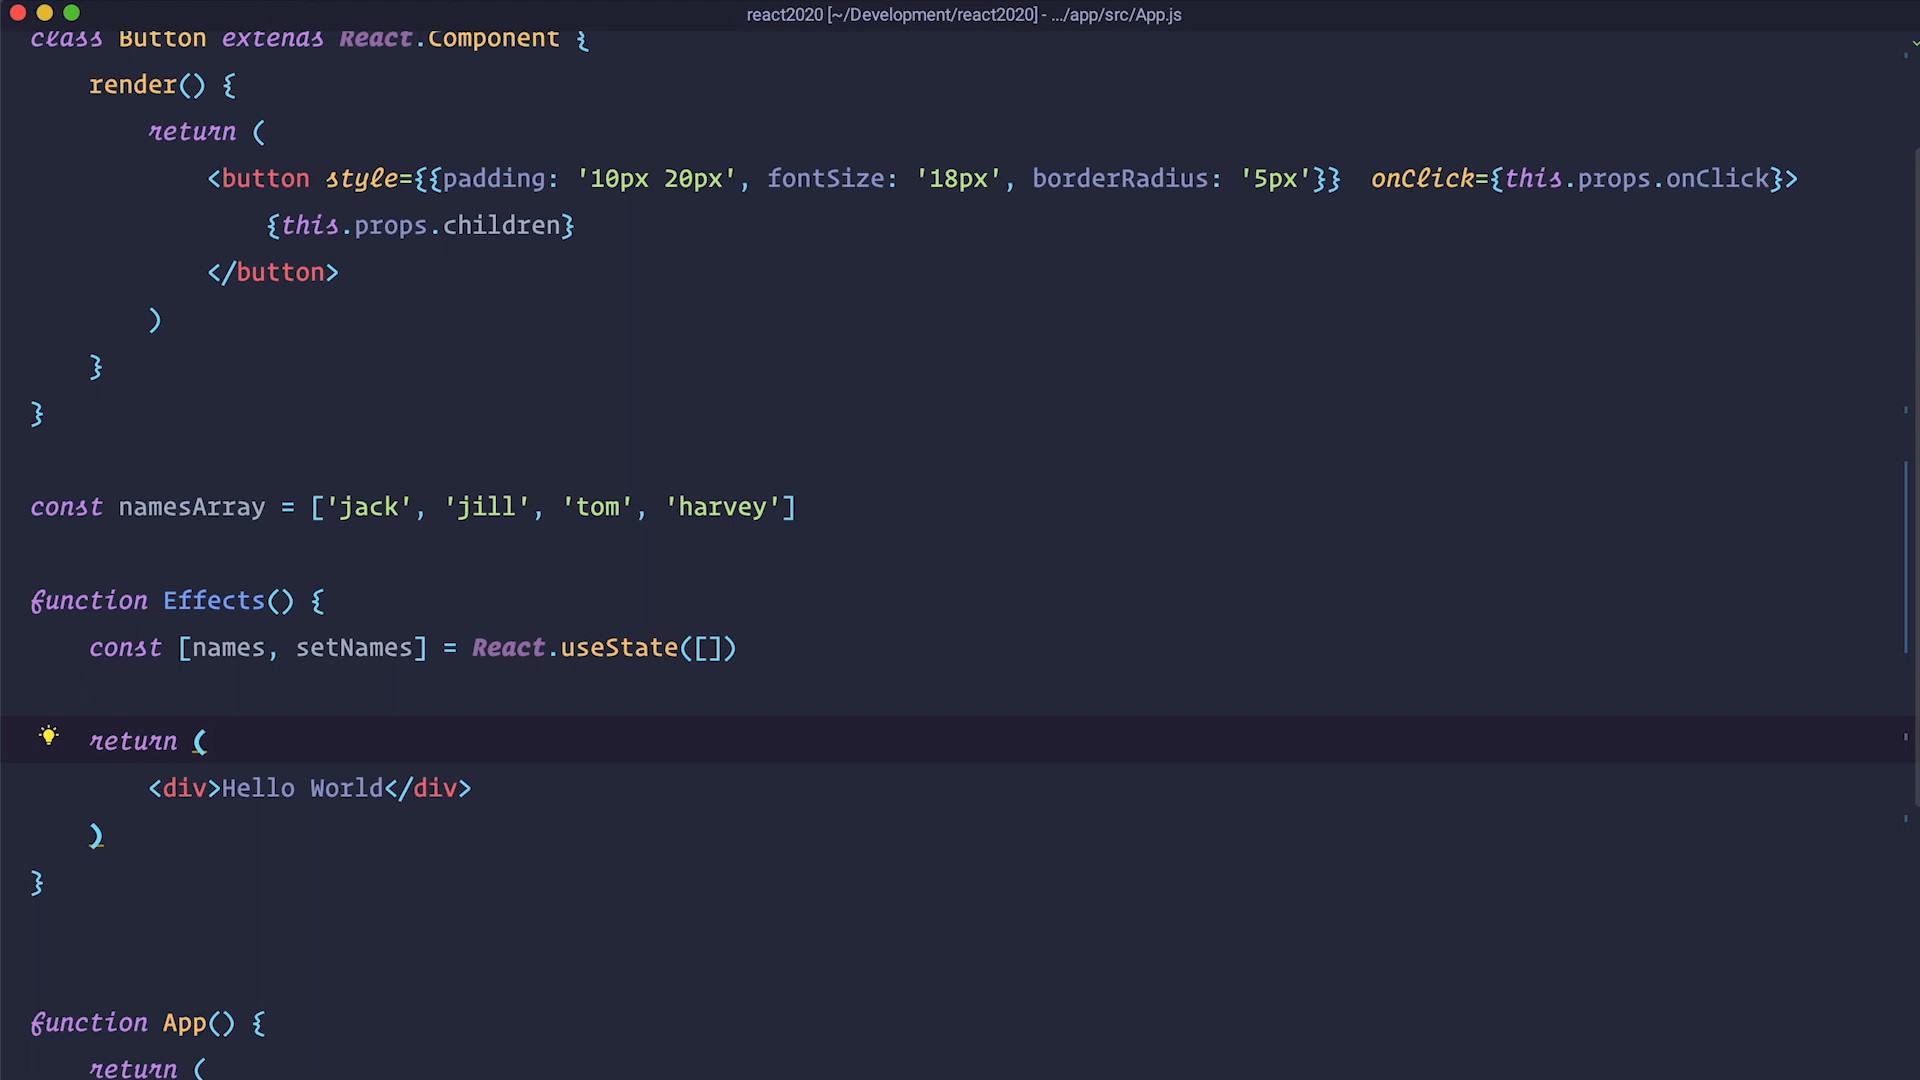 react2020 [~/Development/react2020] - .../app/src/App.js
class Button extends React.Component {
    render() {
        return (
            <button style={{padding: '10px 20px', fontSize: '18px', borderRadius: '5px'}}  onClick={this.props.onClick}>
                {this.props.children}
            </button>
        )
    }
}
const namesArray = ['jack', 'jill', 'tom', 'harvey']
function Effects() {
    const [names, setNames] = React.useState([])
    return (
        <div>Hello World</div>
    )
}
function App() {
    return (